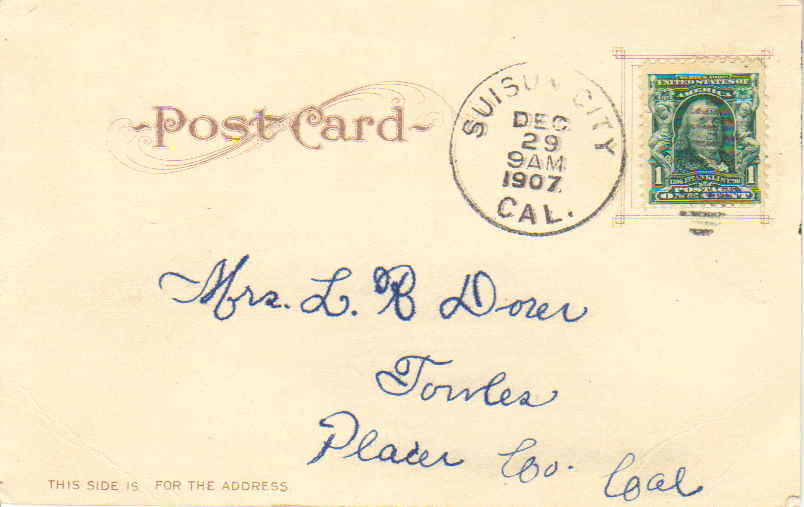 Post Card
SUISUN CITY
DEC
29
9AM
1907
CAL.
UNITED STATES OF
AMERICA
1 FRANKLIN 1
POSTAGE
ONE CENT
Mrs. L. R Dorer
Towles
Placer Co. Cal
THIS SIDE IS FOR THE ADDRESS